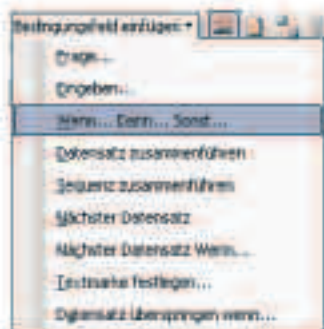 Bedingungsfeld einfügen
Frage...
Eingeben...
Wenn... Dann... Sonst...
Datensatz zusammenführen
Sequenz zusammenführen
Nächster Datensatz
Nächster Datensatz Wenn...
Textmarke festlegen...
Datensatz überspringen wenn...